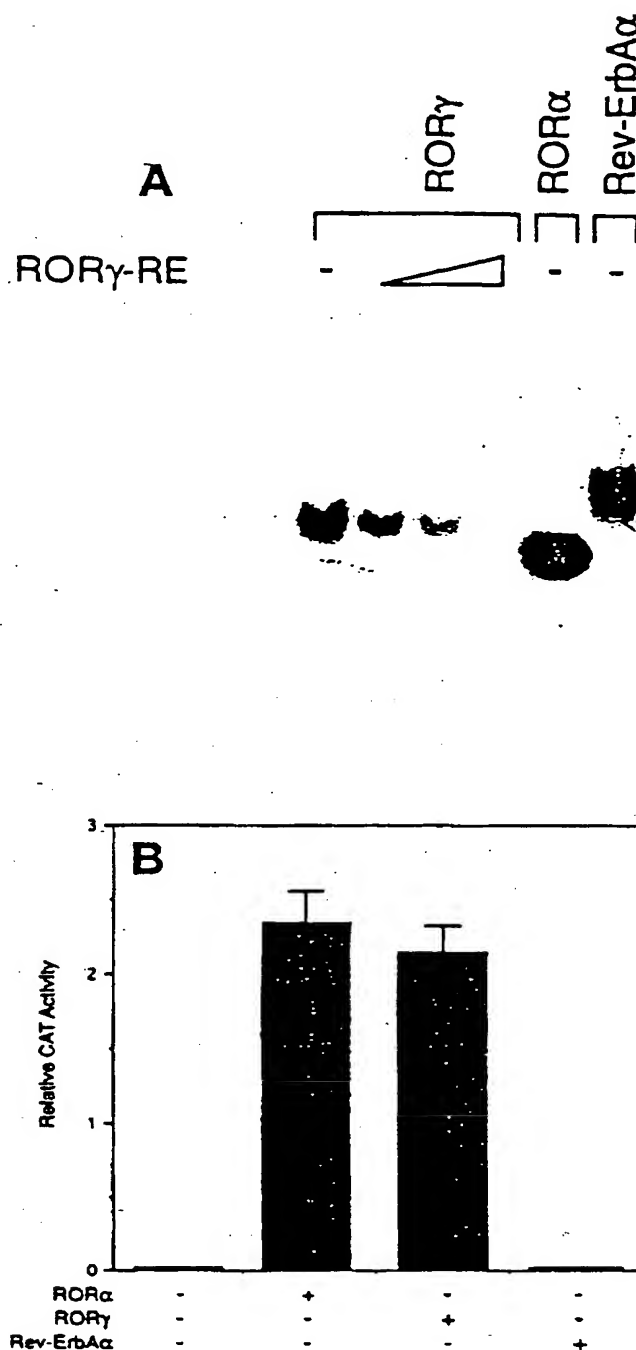 A
RORγ
RORα
Rev-ErbAα
RORγ-RE - - -
B
3
2
1
0
Relative CAT Activity
RORα - + - -
RORγ - - + -
Rev-ErbAα - - - +